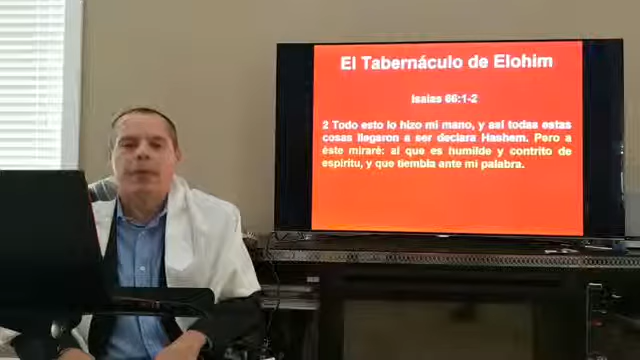 El Tabernáculo de Elohim
Isaías 66:1-2
2 Todo esto lo hizo mi mano, y así todas estas
cosas llegaron a ser declara Hashem. Pero a
éste miraré: al que es humilde y contrito de
espíritu, y que tiembla ante mi palabra.